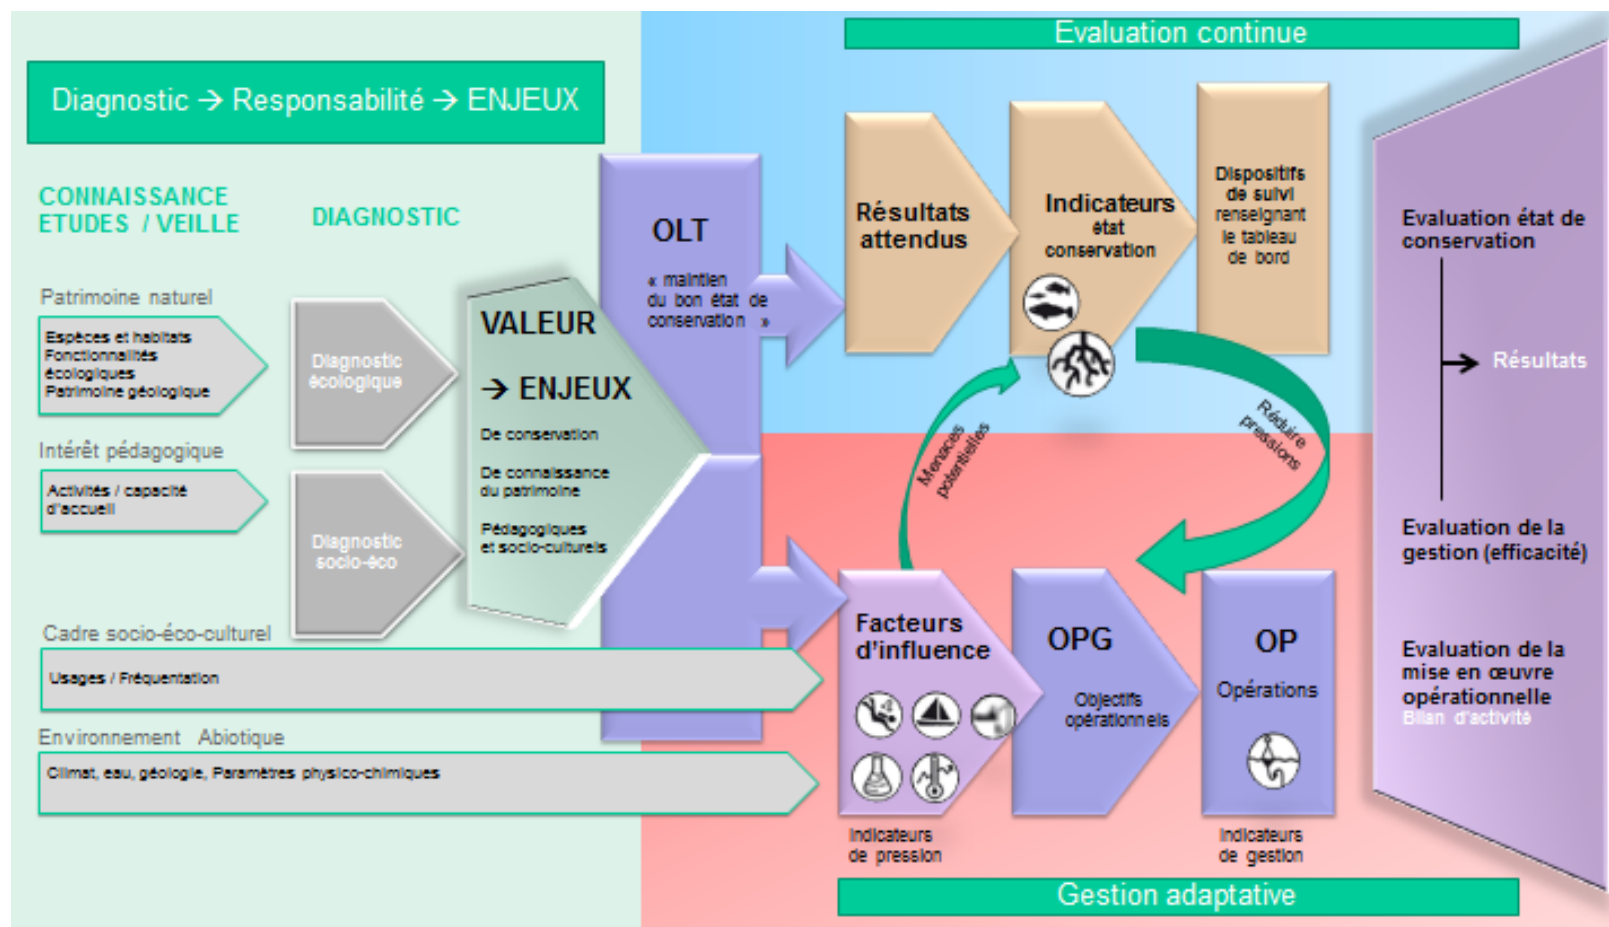 Evaluation continue
Diagnostic → Responsabilité → ENJEUX
CONNAISSANCE
ETUDES / VEILLE
DIAGNOSTIC
Patrimoine naturel
Espèces et habitats
Fonctionnalités
écologiques
Patrimoine géologique
Intérêt pédagogique
Activités / capacité
d'accueil
Cadre socio-éco-culturel
Usages / Fréquentation
Environnement Abiotique
Climat, eau, géologie, Paramètres physico-chimiques
Diagnostic
écologique
Diagnostic
socio-éco
VALEUR
→ ENJEUX
De conservation
De connaissance
du patrimoine
Pédagogiques
et socio-culturels
OLT
« maintien
du bon état de
conservation »
Résultats
attendus
Indicateurs
état
conservation
Dispositifs
de suivi
renseignant
le tableau
de bord
Menaces
potentielles
Réduire
pressions
Facteurs
d'influence
Indicateurs
de pression
OPG
Objectifs
opérationnels
OP
Opérations
Indicateurs
de gestion
Evaluation état de
conservation
Résultats
Evaluation de la
gestion (efficacité)
Evaluation de la
mise en œuvre
opérationnelle
Bilan d'activité
Gestion adaptative